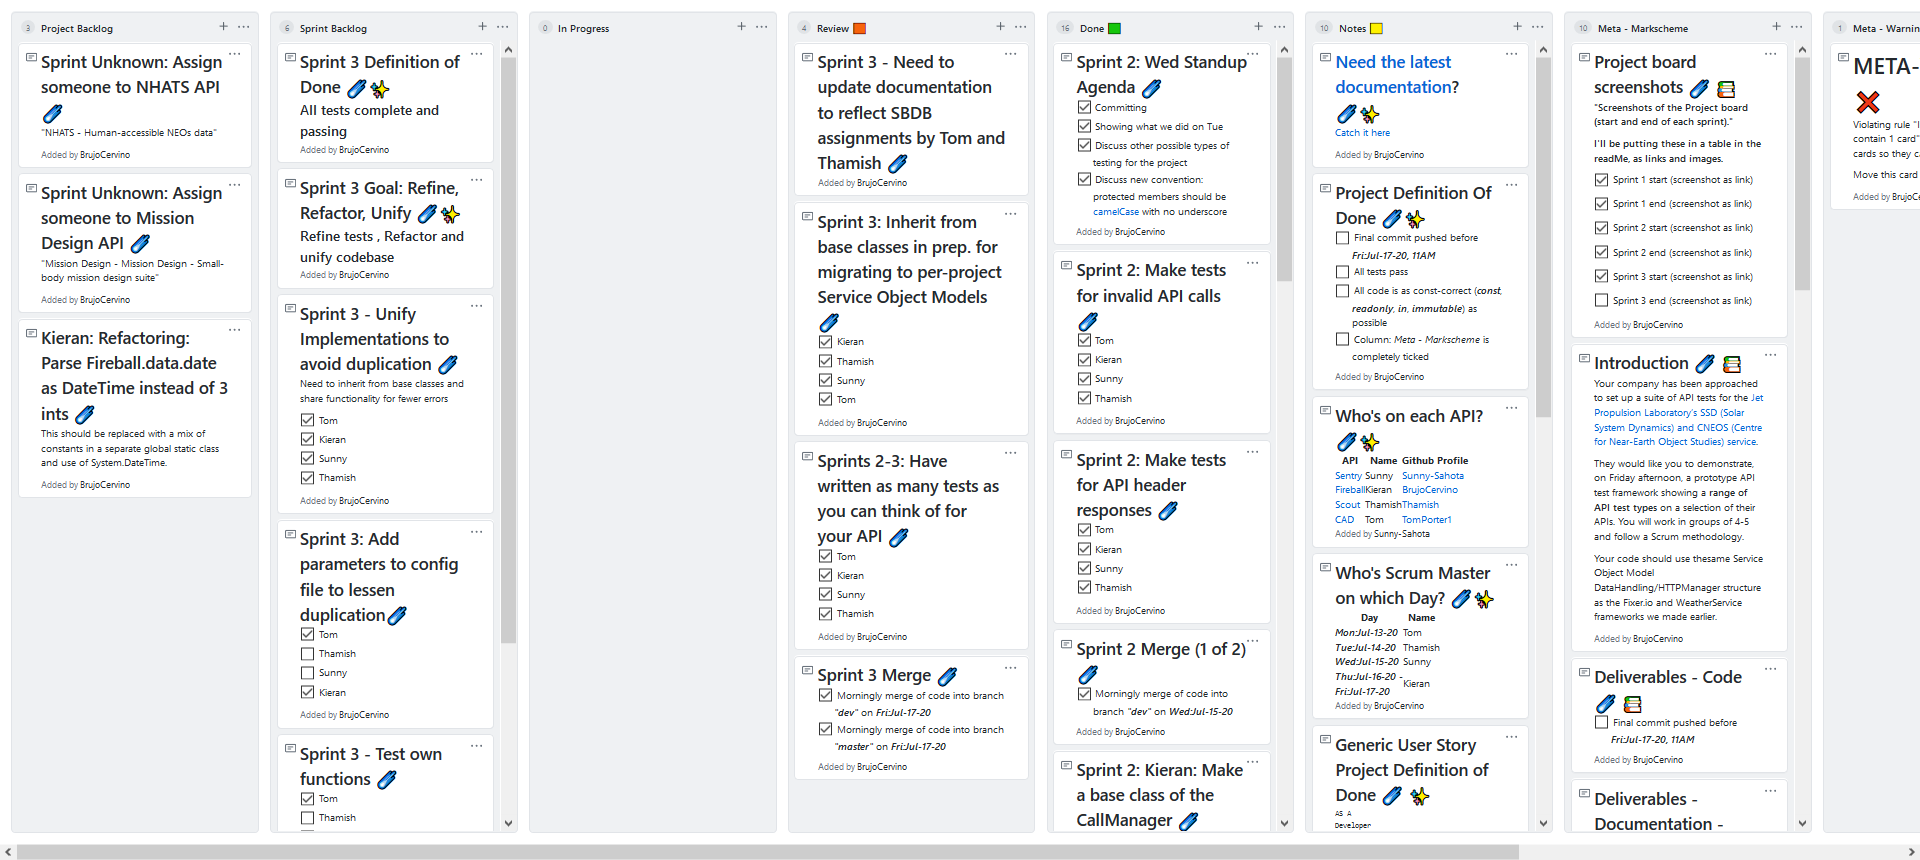 3 Project Backlog
Sprint Unknown: Assign
someone to NHATS API
"NHATS - Human-accessible NEOs data"
Added by BrujoCervino
Sprint Unknown: Assign
someone to Mission
Design API
"Mission Design - Mission Design - Small-
body mission design suite"
Added by BrujoCervino
Kieran: Refactoring:
Parse Fireball.data.date
as DateTime instead of 3
ints
This should be replaced with a mix of
constants in a separate global static class
and use of System.DateTime.
Added by BrujoCervino
6 Sprint Backlog
Sprint 3 Definition of
Done
All tests complete and
passing
Added by BrujoCervino
Sprint 3 Goal: Refine,
Refactor, Unify
Refine tests , Refactor and
unify codebase
Added by BrujoCervino
Sprint 3 - Unify
Implementations to
avoid duplication
Need to inherit from base classes and
share functionality for fewer errors
Tom
Kieran
Sunny
Thamish
Added by BrujoCervino
Sprint 3: Add
parameters to config
file to lessen
duplication
Tom
Thamish
Sunny
Kieran
Added by BrujoCervino
Sprint 3 - Test own
functions
Tom
Thamish
0 In Progress
4 Review
Sprint 3 - Need to
update documentation
to reflect SBDB
assignments by Tom and
Thamish
Added by BrujoCervino
Sprint 3: Inherit from
base classes in prep. for
migrating to per-project
Service Object Models
Kieran
Thamish
Sunny
Tom
Added by BrujoCervino
Sprints 2-3: Have
written as many tests as
you can think of for
your API
Tom
Kieran
Sunny
Thamish
Added by BrujoCervino
Sprint 3 Merge
Morningly merge of code into branch
"dev" on Fri:Jul-17-20
Morningly merge of code into branch
"master" on Fri:Jul-17-20
Added by BrujoCervino
16 Done
Sprint 2: Wed Standup
Agenda
Committing
Showing what we did on Tue
Discuss other possible types of
testing for the project
Discuss new convention:
protected members should be
camelCase with no underscore
Added by BrujoCervino
Sprint 2: Make tests
for invalid API calls
Tom
Kieran
Sunny
Thamish
Added by BrujoCervino
Sprint 2: Make tests
for API header
responses
Tom
Kieran
Sunny
Thamish
Added by BrujoCervino
Sprint 2 Merge (1 of 2)
Morningly merge of code into
branch "dev" on Wed:Jul-15-20
Added by BrujoCervino
Sprint 2: Kieran: Make
a base class of the
CallManager
10 Notes
Need the latest
documentation?
Catch it here
Added by BrujoCervino
Project Definition Of
Done
Final commit pushed before
Fri:Jul-17-20, 11AM
All tests pass
All code is as const-correct (const,
readonly, in, immutable) as
possible
Column: Meta - Markscheme is
completely ticked
Added by BrujoCervino
Who's on each API?
API Name Github Profile
Sentry Sunny Sunny-Sahota
Fireball Kieran BrujoCervino
Scout Thamish Thamish
CAD Tom TomPorter1
Added by Sunny-Sahota
Who's Scrum Master
on which Day?
Day Name
Mon:Jul-13-20 Tom
Tue:Jul-14-20 Thamish
Wed:Jul-15-20 Sunny
Thu:Jul-16-20 -
Fri:Jul-17-20 Kieran
Added by BrujoCervino
Generic User Story
Project Definition of
Done
AS A
Developer
10 Meta - Markscheme
Project board
screenshots
"Screenshots of the Project board
(start and end of each sprint)."
I'll be putting these in a table in the
readMe, as links and images.
Sprint 1 start (screenshot as link)
Sprint 1 end (screenshot as link)
Sprint 2 start (screenshot as link)
Sprint 2 end (screenshot as link)
Sprint 3 start (screenshot as link)
Sprint 3 end (screenshot as link)
Added by BrujoCervino
Introduction
Your company has been approached
to set up a suite of API tests for the Jet
Propulsion Laboratory's SSD (Solar
System Dynamics) and CNEOS (Centre
for Near-Earth Object Studies) service.
They would like you to demonstrate,
on Friday afternoon, a prototype API
test framework showing a range of
API test types on a selection of their
APIs. You will work in groups of 4-5
and follow a Scrum methodology.
Your code should use thesame Service
Object Model
DataHandling/HTTPManager structure
as the Fixer.io and WeatherService
frameworks we made earlier.
Added by BrujoCervino
Deliverables - Code
Final commit pushed before
Fri:Jul-17-20, 11AM
Added by BrujoCervino
Deliverables -
Documentation -
1 Meta - Warnin
META-
Violating rule "I
contain 1 card"
cards so they c
Move this card
Added by BrujoCe